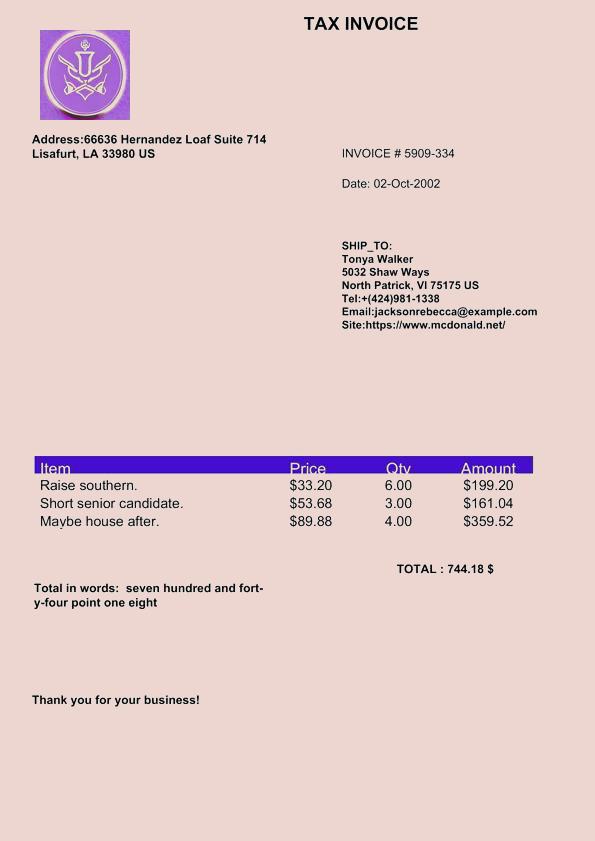 TAX INVOICE
Address:66636 Hernandez Loaf Suite 714
Lisafurt, LA 33980 US
INVOICE # 5909-334
Date: 02-Oct-2002
SHIP_TO:
Tonya Walker
5032 Shaw Ways
North Patrick, VI 75175 US
Tel:+(424)981-1338
Email:jacksonrebecca@example.com
Site:https://www.mcdonald.net/
Item Price Qty Amount
Raise southern. $33.20 6.00 $199.20
Short senior candidate. $53.68 3.00 $161.04
Maybe house after. $89.88 4.00 $359.52
TOTAL : 744.18 $
Total in words:  seven hundred and fort-
y-four point one eight
Thank you for your business!